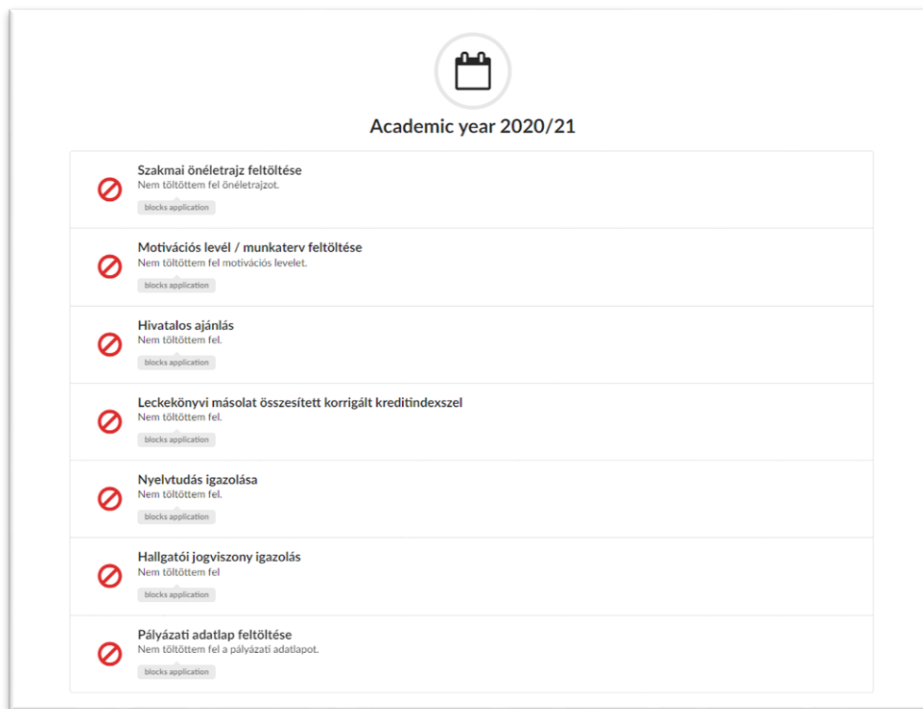 Academic year 2020/21
Szakmai önéletrajz feltöltése
Nem töltöttem fel önéletrajzot.
blocks application
Motivációs levél / munkaterv feltöltése
Nem töltöttem fel motivációs levelet.
blocks application
Hivatalos ajánlás
Nem töltöttem fel.
blocks application
Leckekönyvi másolat összesített korrigált kreditindexszel
Nem töltöttem fel.
blocks application
Nyelvtudás igazolása
Nem töltöttem fel.
blocks application
Hallgatói jogviszony igazolás
Nem töltöttem fel
blocks application
Pályázati adatlap feltöltése
Nem töltöttem fel a pályázati adatlapot.
blocks application